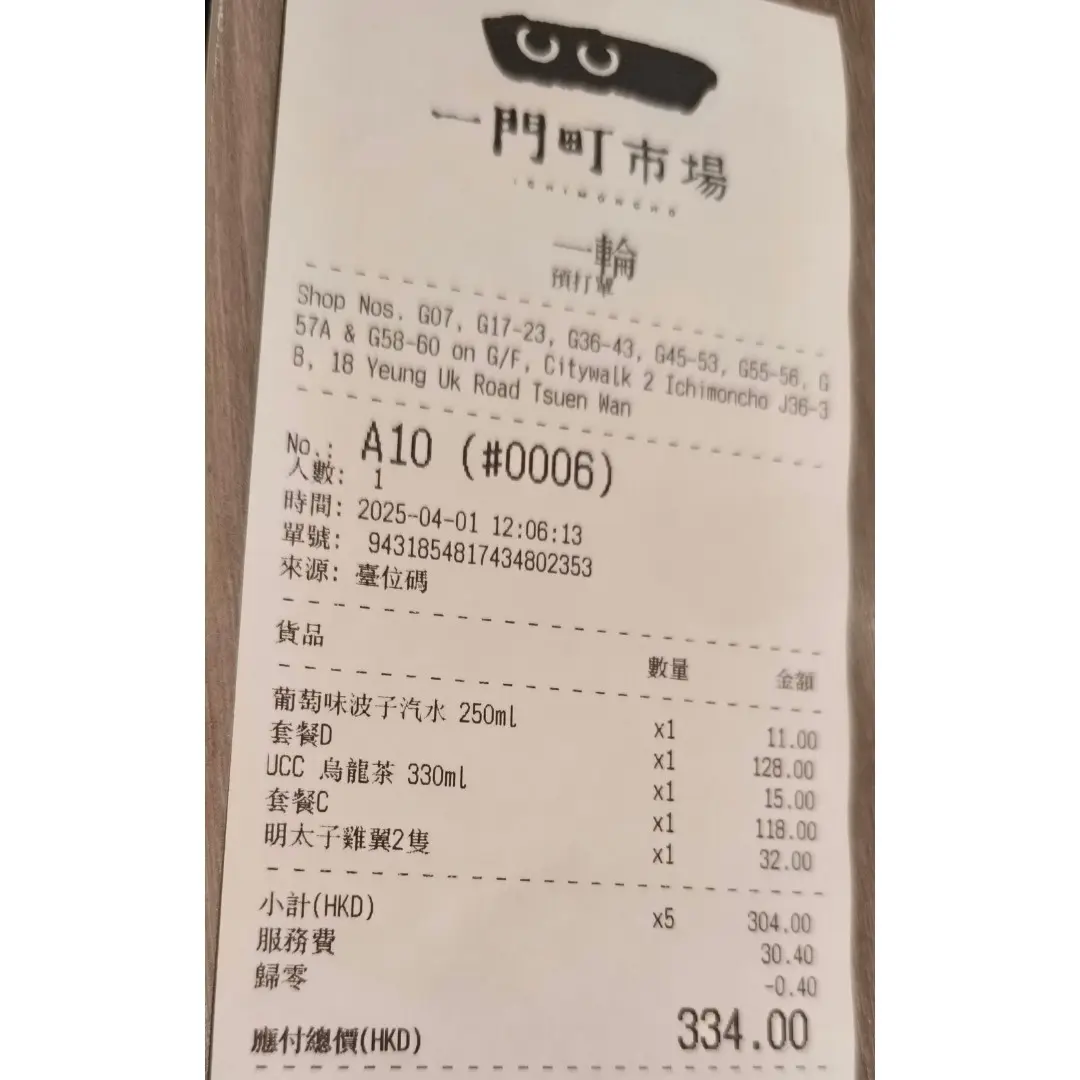 一門町市場
ICHIMONCHO
一輪
預打單
Shop Nos. G07, G17-23, G36-43, G45-53, G55-56, G
57A & G58-60 on G/F, Citywalk 2 Ichimoncho J36-3
8, 18 Yeung Uk Road Tsuen Wan
No.: A10 (#0006)
人數: 1
時間: 2025-04-01 12:06:13
單號: 9431854817434802353
來源: 臺位碼
貨品 數量 金額
葡萄味波子汽水 250ml x1 11.00
套餐D x1 128.00
UCC 烏龍茶 330ml x1 15.00
套餐C x1 118.00
明太子雞翼2隻 x1 32.00
小計(HKD) x5 304.00
服務費 30.40
歸零 -0.40
應付總價(HKD) 334.00